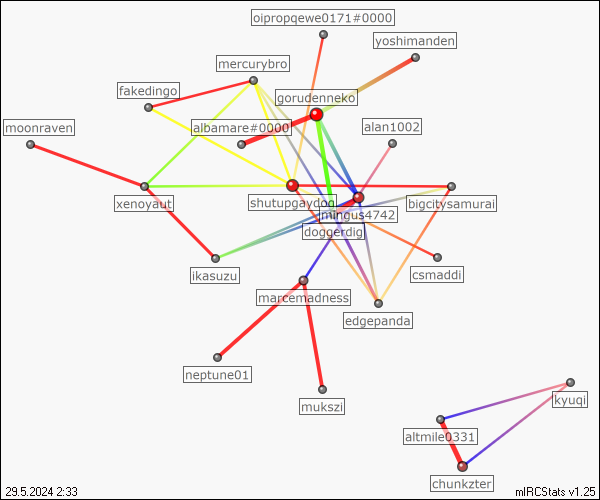 oipropqewe0171#0000
yoshimanden
mercurybro
fakedingo
gorudenneko
moonraven
albamare#0000
alan1002
xenoyaut
shutupgaydog
bigcitysamurai
mingus4742
doggerdigi
ikasuzu
csmaddi
marcemadness
edgepanda
neptune01
mukszi
kyuqi
altmile0331
chunkzter
29.5.2024 2:33
mIRCStats v1.25